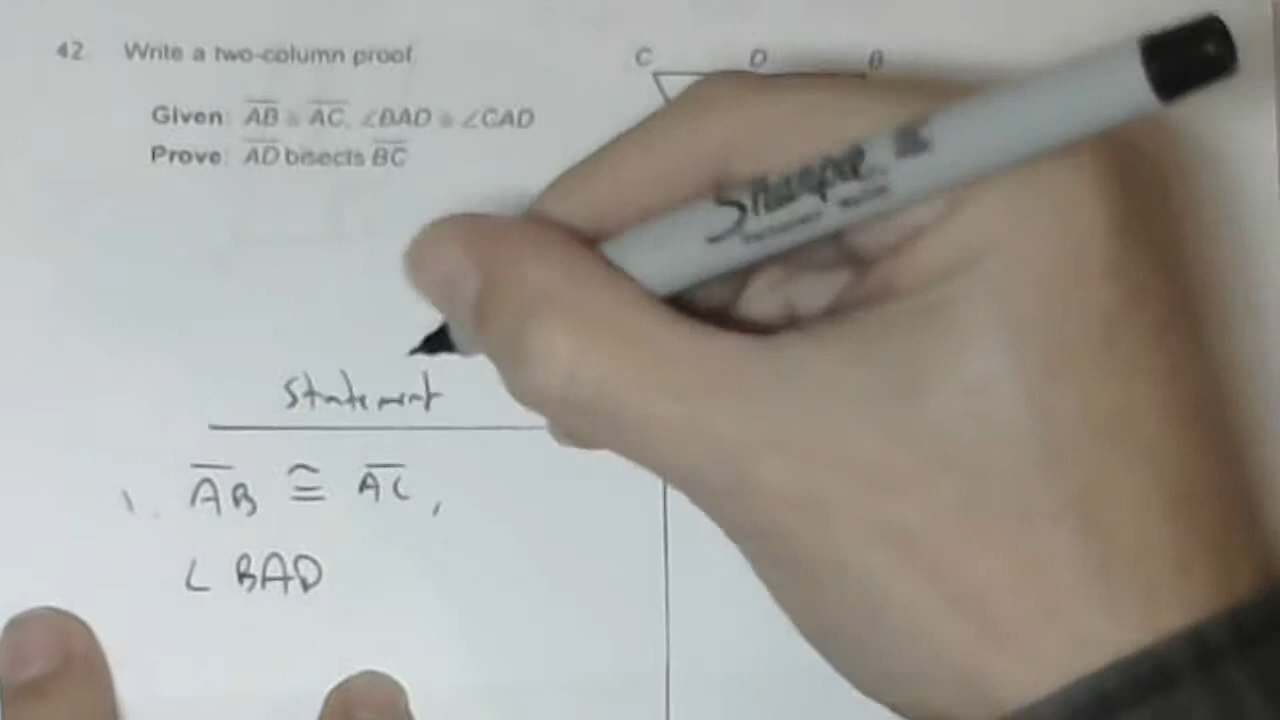 42. Write a two-column proof.
C D B
Given: AB ≅ AC, ∠BAD ≅ ∠CAD
Prove: AD bisects BC
Sharpie
Statement
1. AB ≅ AC,
∠ BAD